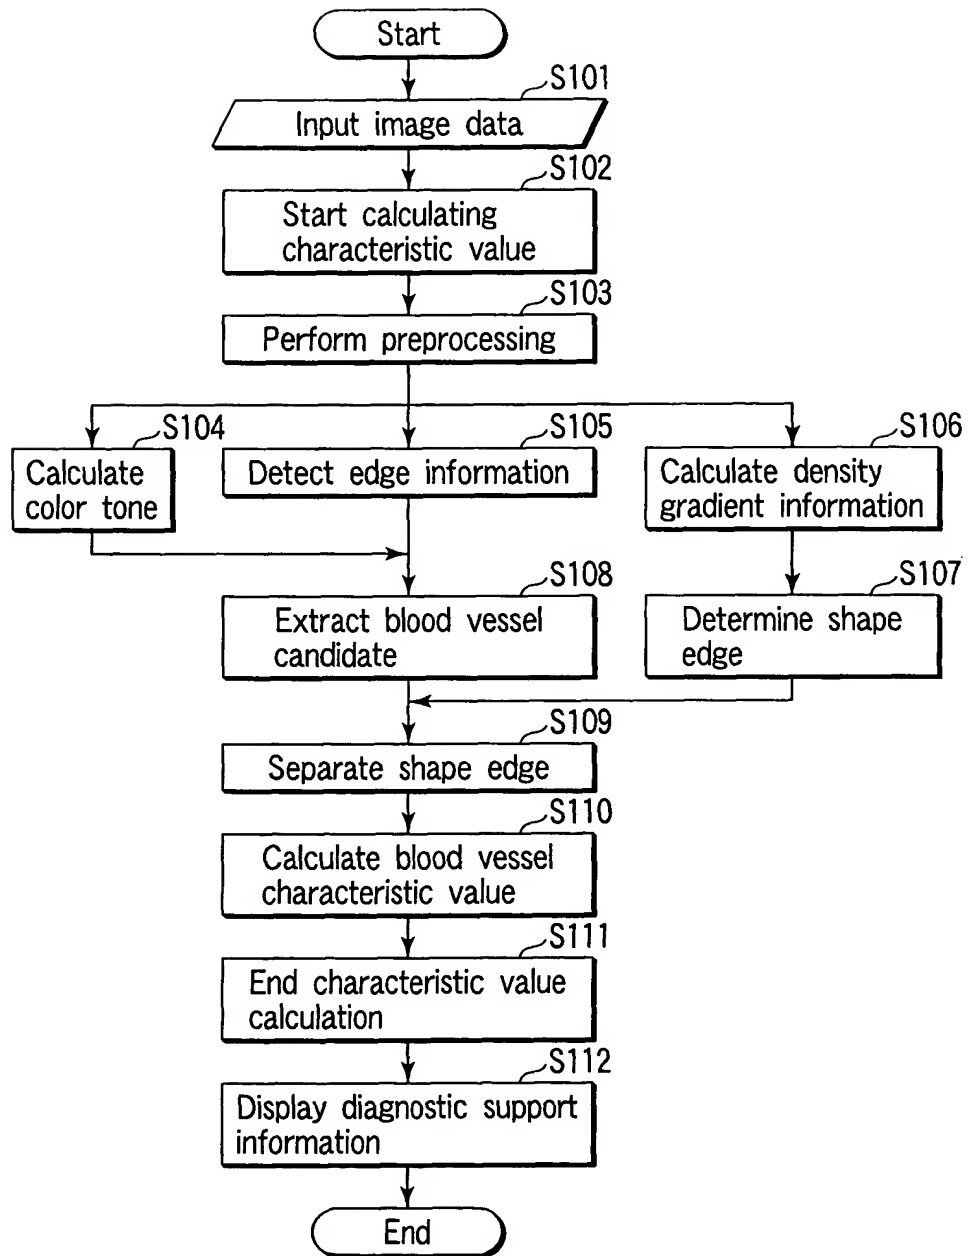 Start
S101
Input image data
S102
Start calculating
characteristic value
S103
Perform preprocessing
S104
Calculate
color tone
S105
Detect edge information
S106
Calculate density
gradient information
S107
Determine shape
edge
S108
Extract blood vessel
candidate
S109
Separate shape edge
S110
Calculate blood vessel
characteristic value
S111
End characteristic value
calculation
S112
Display diagnostic support
information
End